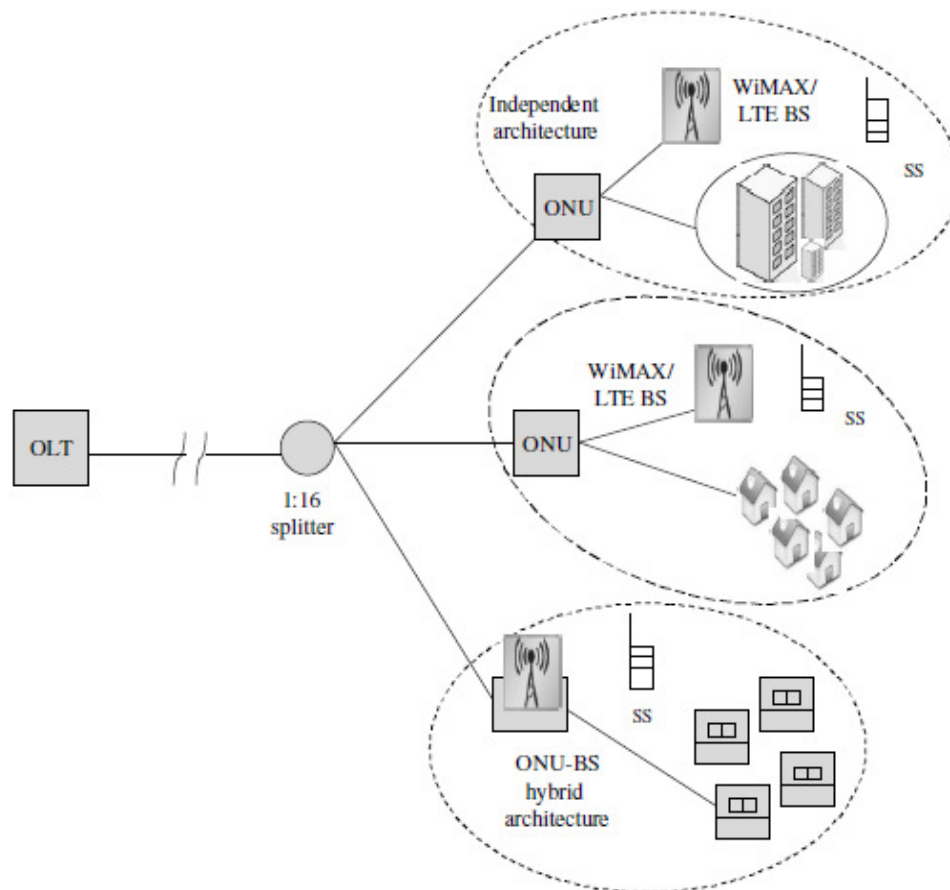 Independent
architecture
WiMAX/
LTE BS
SS
ONU
WiMAX/
LTE BS
SS
OLT
ONU
1:16
splitter
SS
ONU-BS
hybrid
architecture